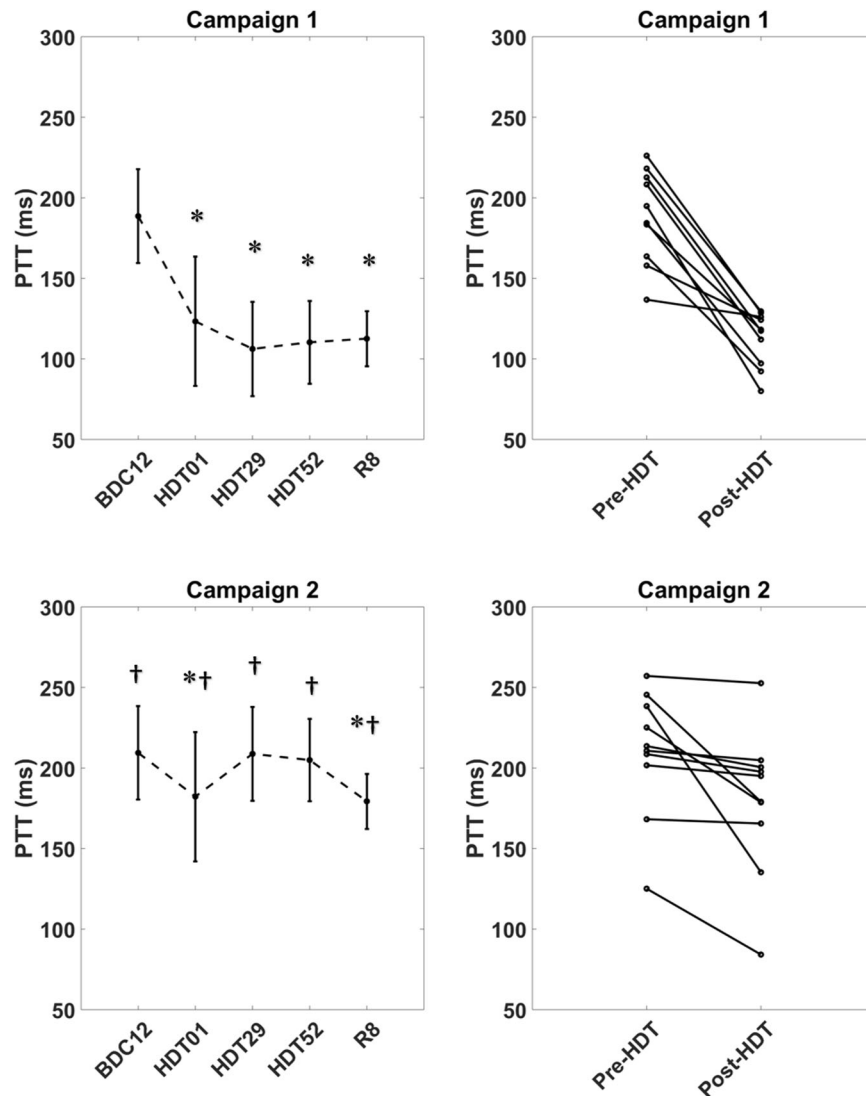 Campaign 1
300
250
200
150
100
50
PTT (ms)
*
*
*
*
BDC12
HDT01
HDT29
HDT52
R8
Campaign 1
300
250
200
150
100
50
PTT (ms)
Pre-HDT
Post-HDT
Campaign 2
300
250
200
150
100
50
PTT (ms)
†
*†
†
†
*†
BDC12
HDT01
HDT29
HDT52
R8
Campaign 2
300
250
200
150
100
50
PTT (ms)
Pre-HDT
Post-HDT